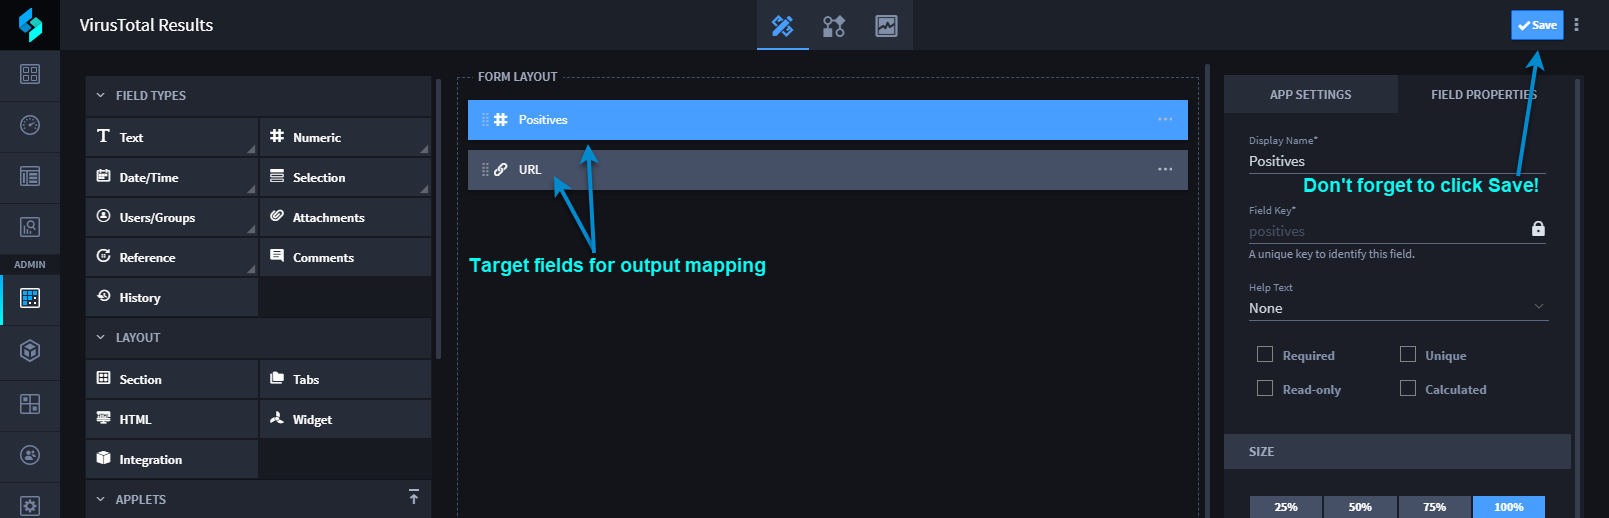 VirusTotal Results
Save
ADMIN
FIELD TYPES
Text
Numeric
Date/Time
Selection
Users/Groups
Attachments
Reference
Comments
History
LAYOUT
Section
Tabs
HTML
Widget
Integration
APPLETS
FORM LAYOUT
Positives
URL
Target fields for output mapping
APP SETTINGS
FIELD PROPERTIES
Display Name*
Positives
Don't forget to click Save!
Field Key*
positives
A unique key to identify this field.
Help Text
None
Required
Unique
Read-only
Calculated
SIZE
25%
50%
75%
100%